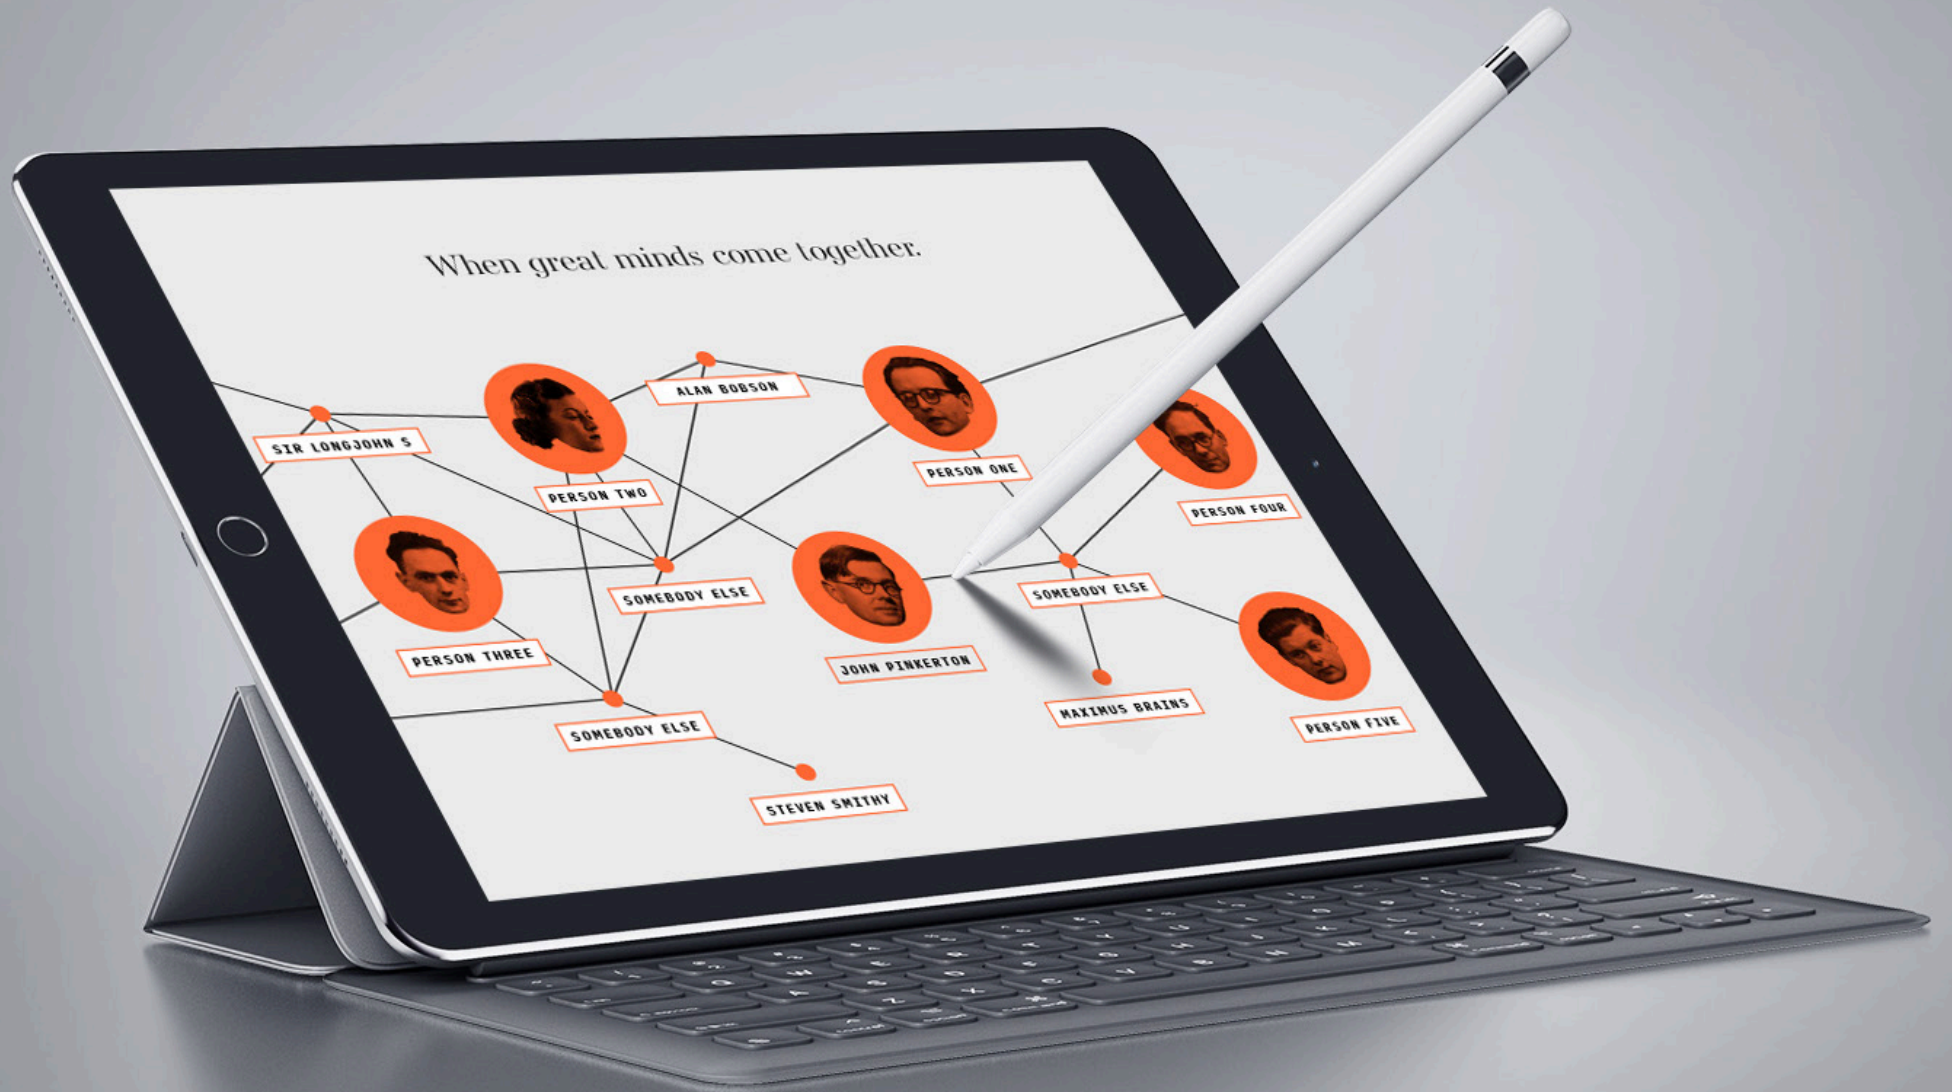 When great minds come together.
ALAN BOBSON
SIR LONGJOHN S
PERSON ONE
PERSON TWO
PERSON FOUR
SOMEBODY ELSE
SOMEBODY ELSE
PERSON THREE
JOHN PINKERTON
MAXIMUS BRAINS
PERSON FIVE
SOMEBODY ELSE
STEVEN SMITHY